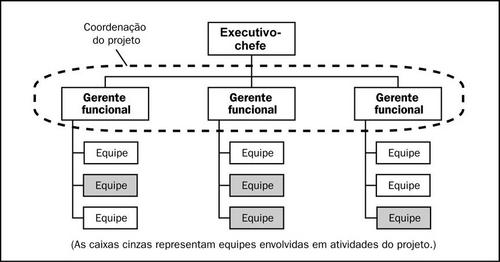 Coordenação
do projeto
Executivo-
chefe
Gerente
funcional
Gerente
funcional
Gerente
funcional
Equipe
Equipe
Equipe
Equipe
Equipe
Equipe
Equipe
Equipe
Equipe
(As caixas cinzas representam equipes envolvidas em atividades do projeto.)